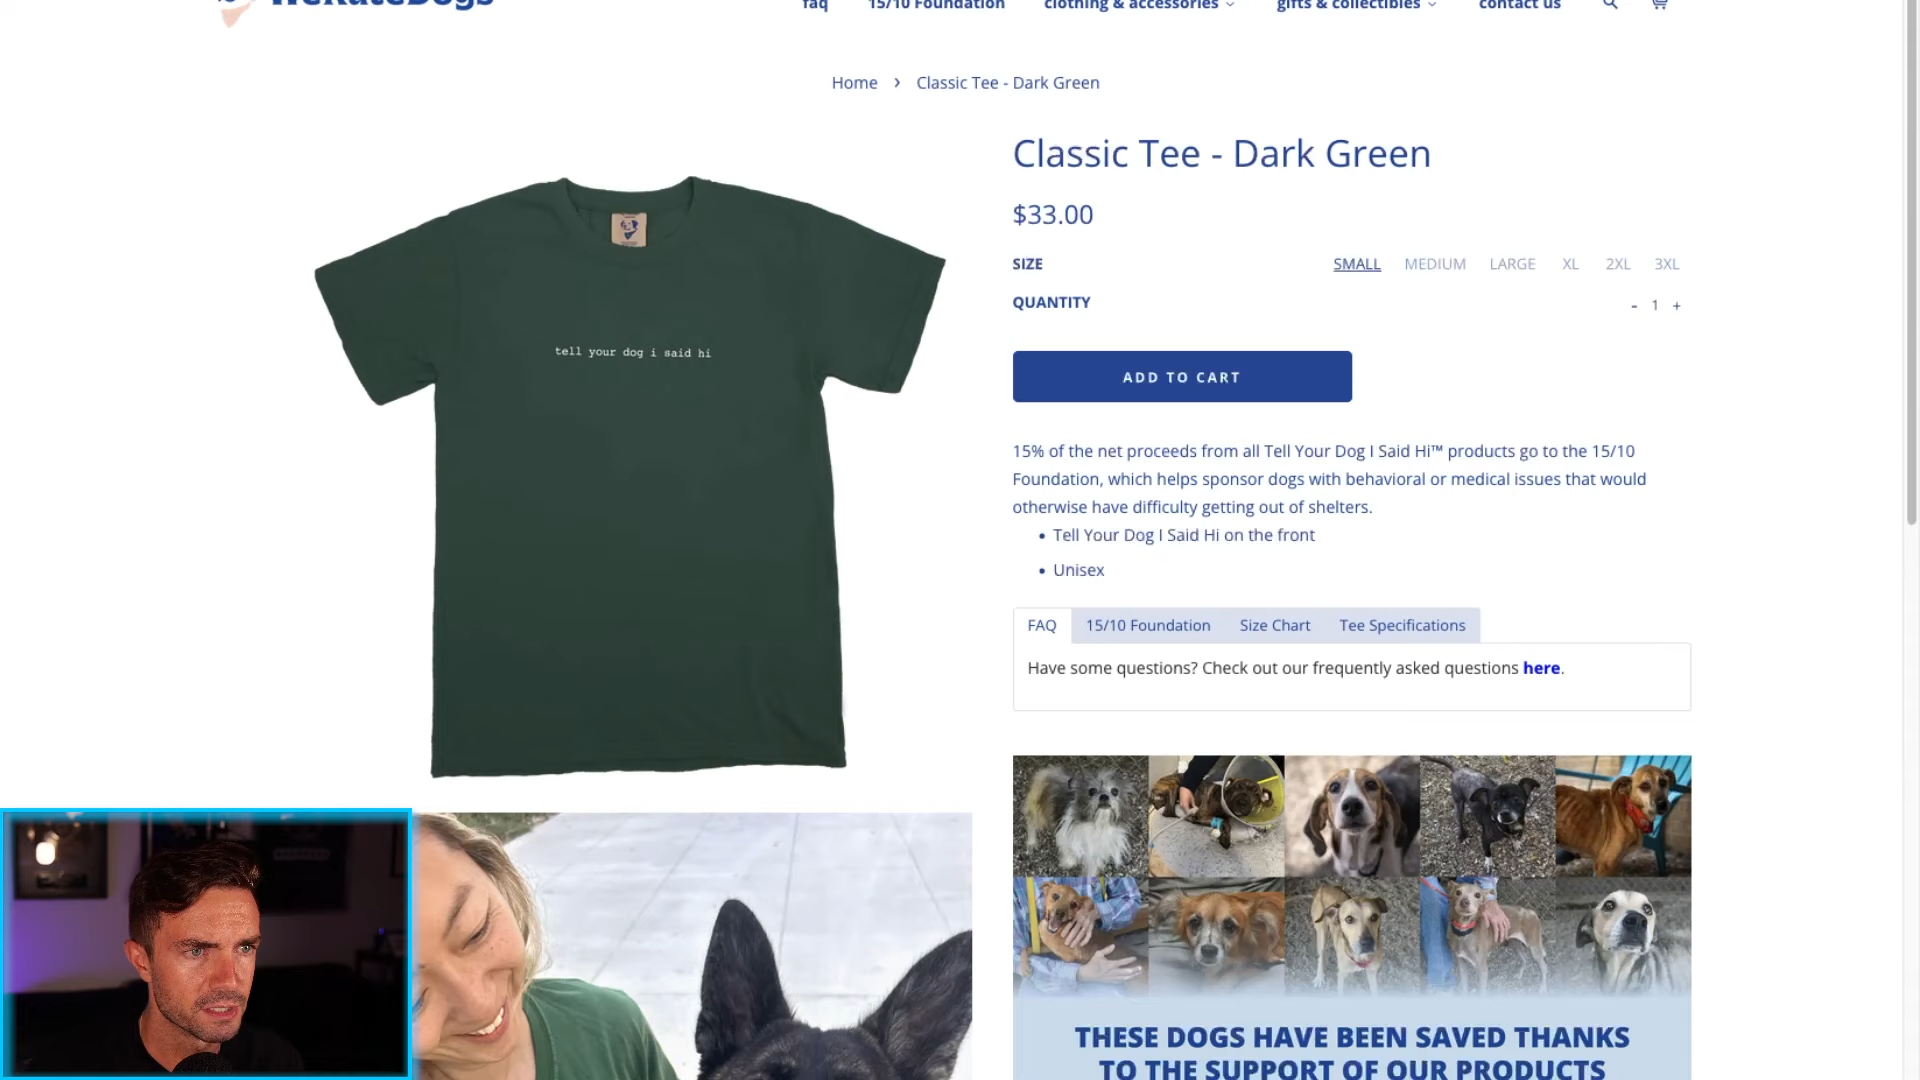 WeRateDogs
faq 15/10 Foundation clothing & accessories gifts & collectibles contact us
Home › Classic Tee - Dark Green
Classic Tee - Dark Green
$33.00
SIZE SMALL MEDIUM LARGE XL 2XL 3XL
QUANTITY - 1 +
tell your dog i said hi
ADD TO CART
15% of the net proceeds from all Tell Your Dog I Said Hi™ products go to the 15/10
Foundation, which helps sponsor dogs with behavioral or medical issues that would
otherwise have difficulty getting out of shelters.
• Tell Your Dog I Said Hi on the front
• Unisex
FAQ 15/10 Foundation Size Chart Tee Specifications
Have some questions? Check out our frequently asked questions here.
THESE DOGS HAVE BEEN SAVED THANKS
TO THE SUPPORT OF OUR PRODUCTS